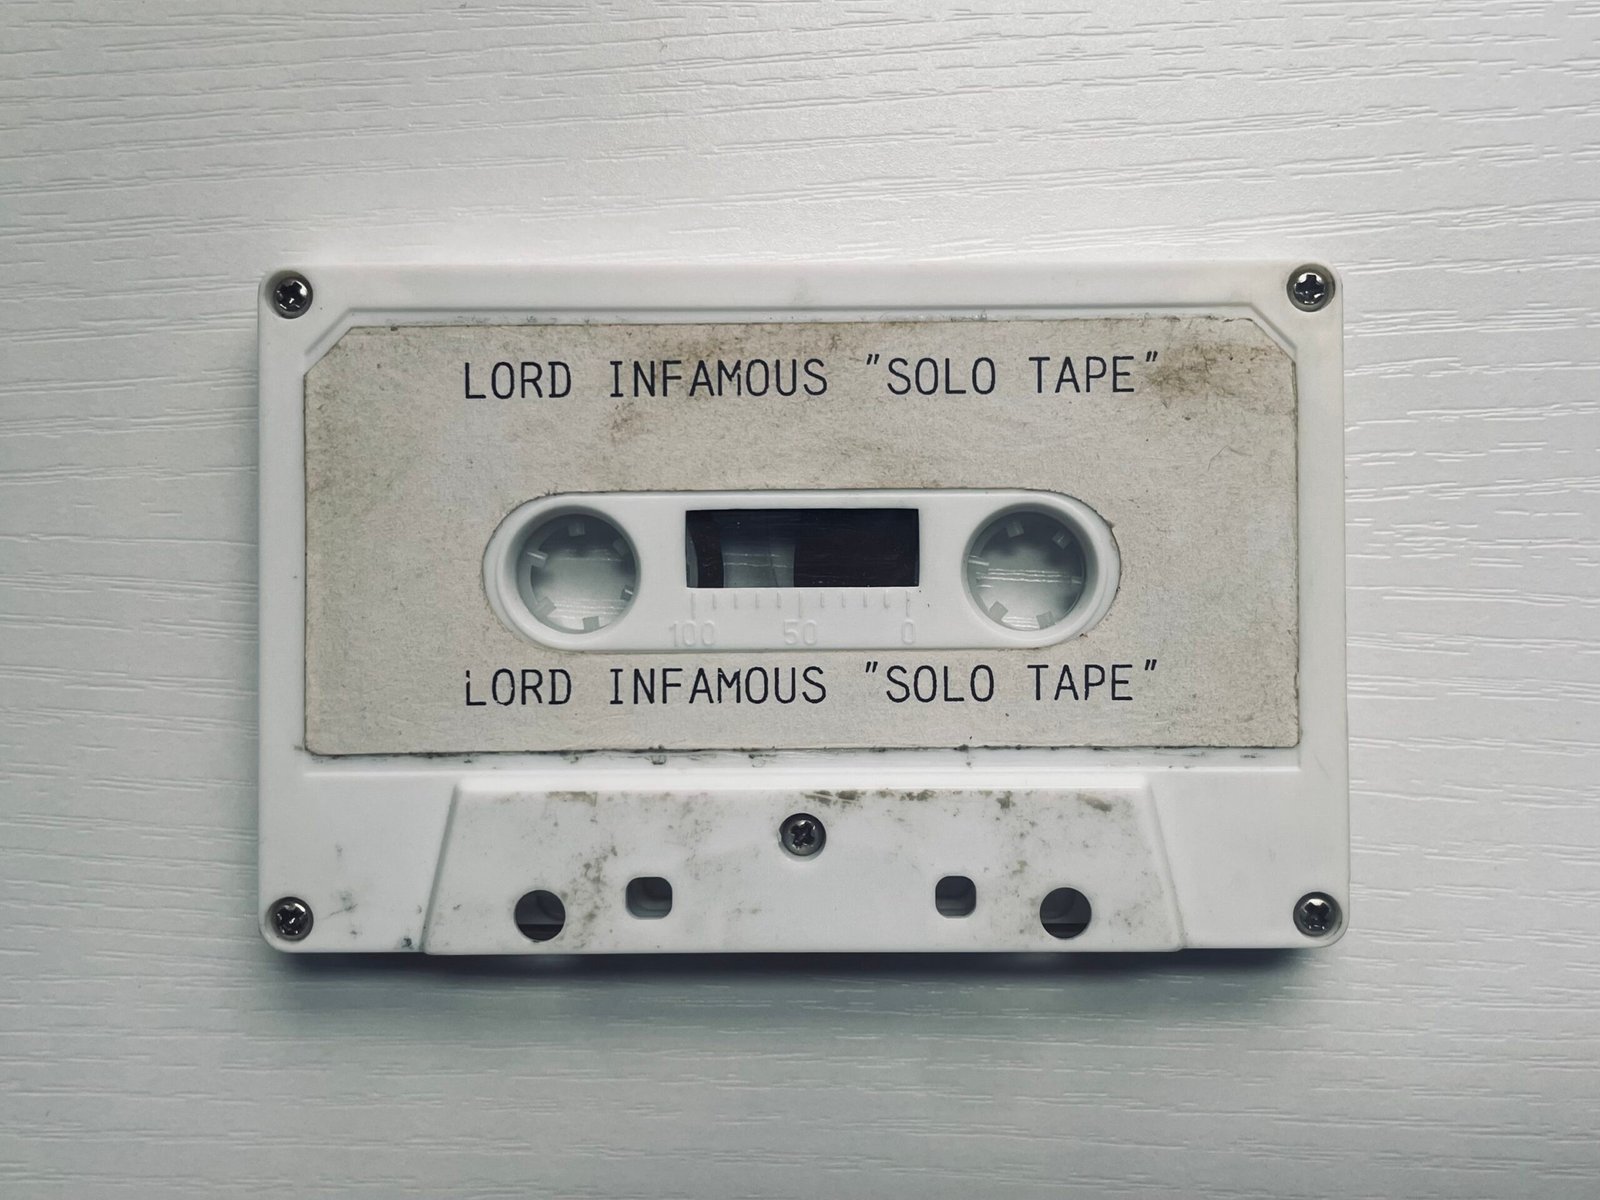 LORD INFAMOUS "SOLO TAPE"
100 50 0
LORD INFAMOUS "SOLO TAPE"